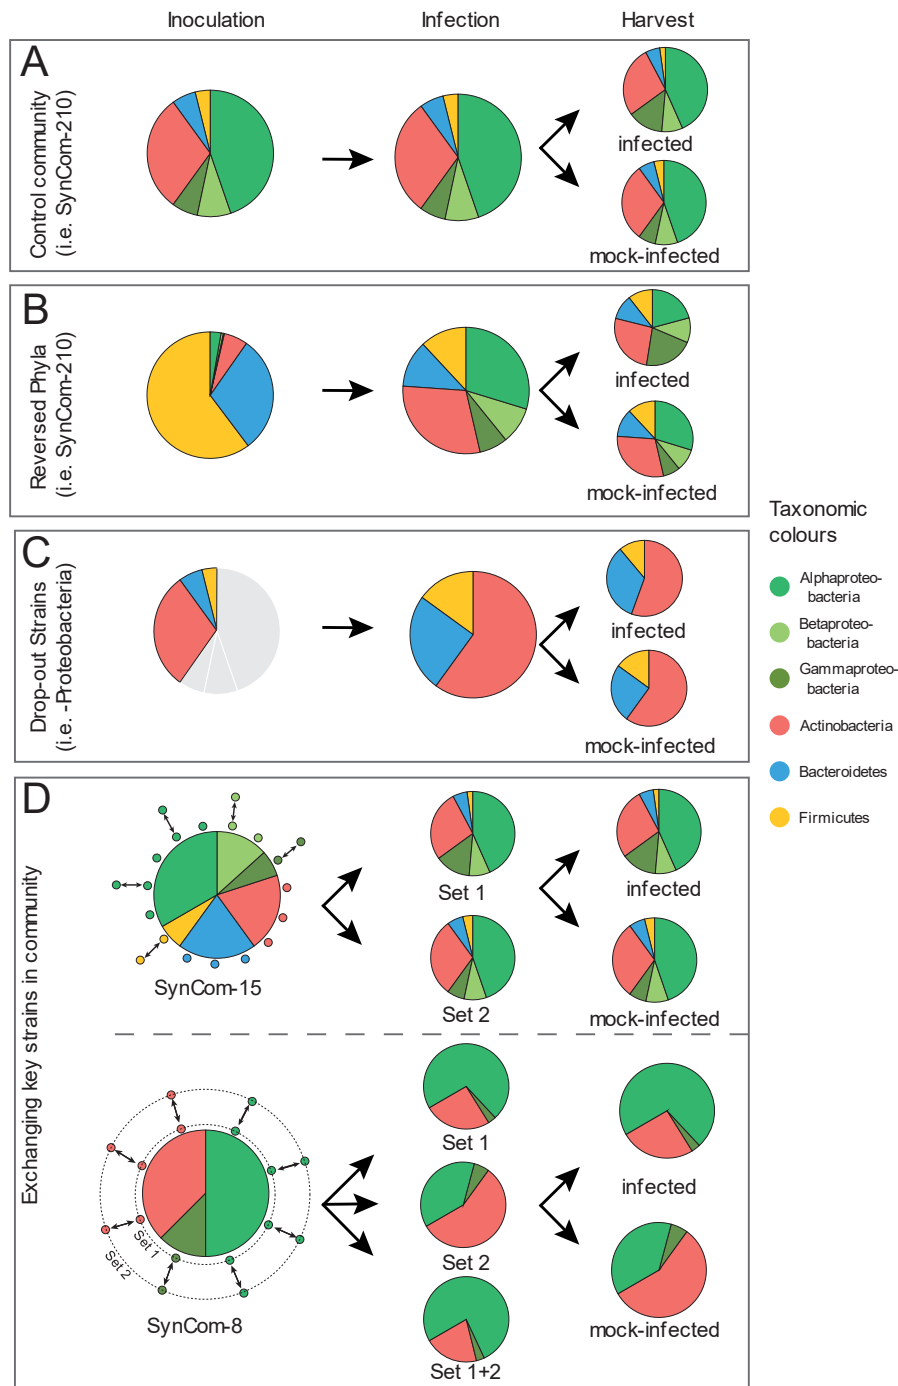 Inoculation
Infection
Harvest
A
Control community
(i.e. SynCom-210)
infected
mock-infected
B
Reversed Phyla
(i.e. SynCom-210)
infected
mock-infected
C
Drop-out Strains
(i.e. -Proteobacteria)
infected
mock-infected
Taxonomic
colours
Alphaproteo-
bacteria
Betaproteo-
bacteria
Gammaproteo-
bacteria
Actinobacteria
Bacteroidetes
Firmicutes
D
Exchanging key strains in community
SynCom-15
Set 1
Set 2
infected
mock-infected
Set 1
Set 2
SynCom-8
Set 1
Set 2
Set 1+2
infected
mock-infected